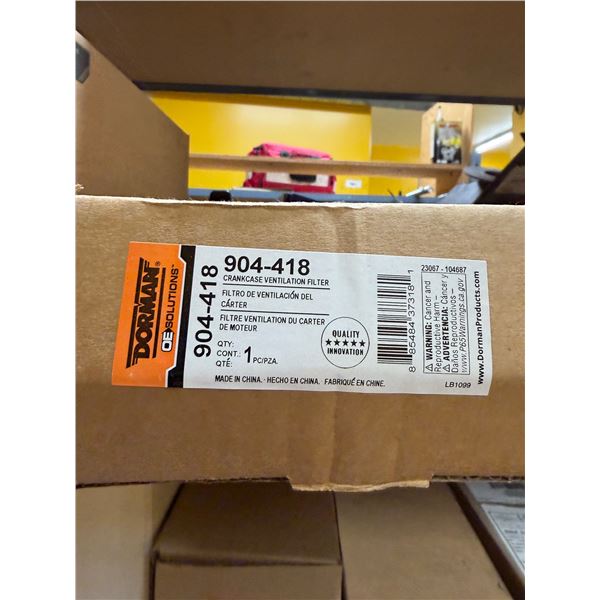 DORMAN®
OE SOLUTIONS™
904-418
904-418
CRANKCASE VENTILATION FILTER
FILTRO DE VENTILACIÓN DEL
CÁRTER
FILTRE VENTILATION DU CARTER
DE MOTEUR
QTY:
CONT.: 1 PC/PZA.
QTÉ:
MADE IN CHINA. · HECHO EN CHINA. FABRIQUÉ EN CHINE.
QUALITY
★★★★★
INNOVATION
8 85484 37318 1
23067 - 104687
⚠ WARNING: Cancer and
Reproductive Harm –
⚠ ADVERTENCIA: Cáncer y
Daños Reproductivos –
www.P65Warnings.ca.gov
www.DormanProducts.com
LB1099